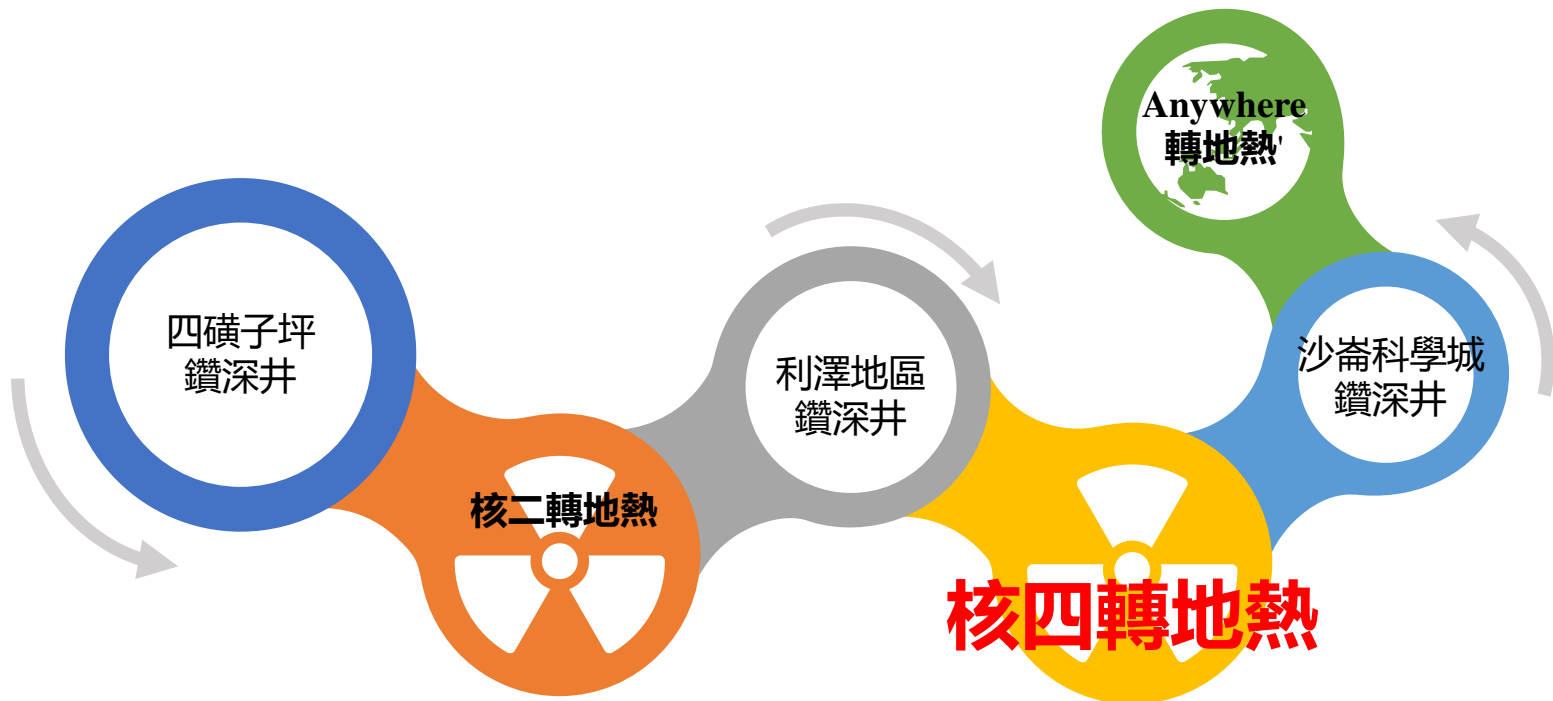 四磺子坪
鑽深井
核二轉地熱
利澤地區
鑽深井
核四轉地熱
沙崙科學城
鑽深井
Anywhere
轉地熱'